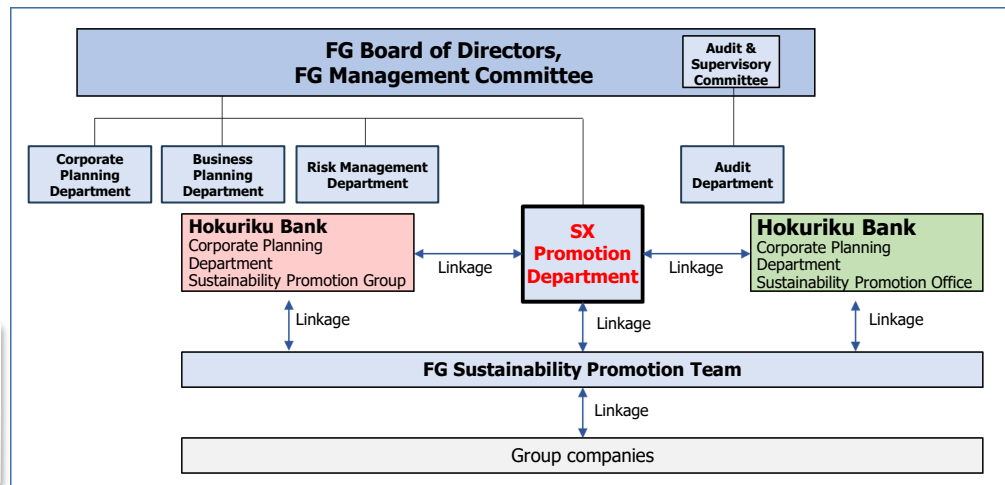 FG Board of Directors,
FG Management Committee
Audit &
Supervisory
Committee
Corporate
Planning
Department
Business
Planning
Department
Risk Management
Department
Audit
Department
Hokuriku Bank
Corporate Planning
Department
Sustainability Promotion Group
Linkage
SX
Promotion
Department
Linkage
Hokuriku Bank
Corporate Planning
Department
Sustainability Promotion Office
Linkage
Linkage
Linkage
FG Sustainability Promotion Team
Linkage
Group companies